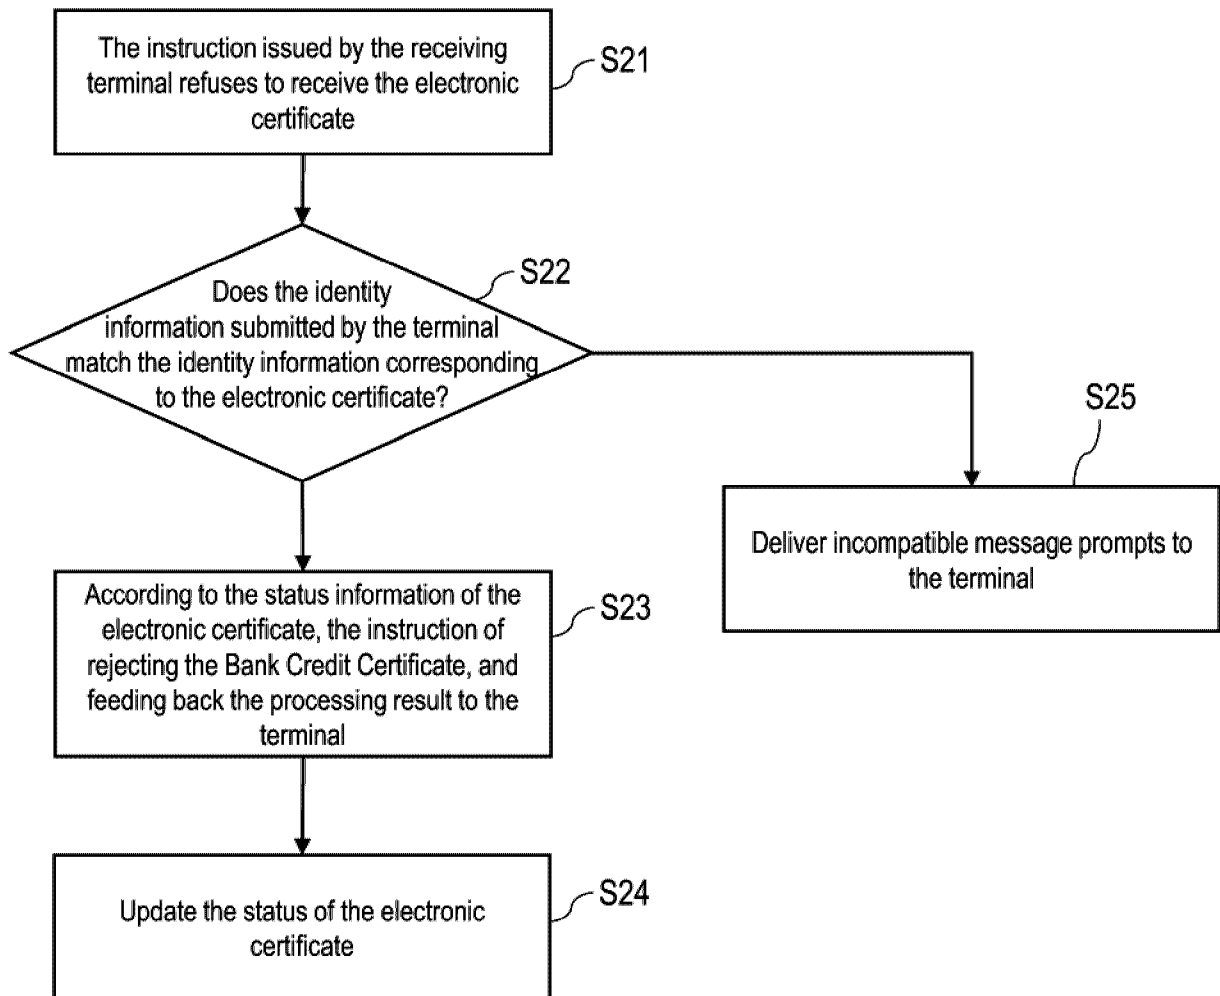 The instruction issued by the receiving
terminal refuses to receive the electronic
certificate
S21
S22
Does the identity
information submitted by the terminal
match the identity information corresponding
to the electronic certificate?
S25
Deliver incompatible message prompts to
the terminal
According to the status information of the
electronic certificate, the instruction of
rejecting the Bank Credit Certificate, and
feeding back the processing result to the
terminal
S23
Update the status of the electronic
certificate
S24